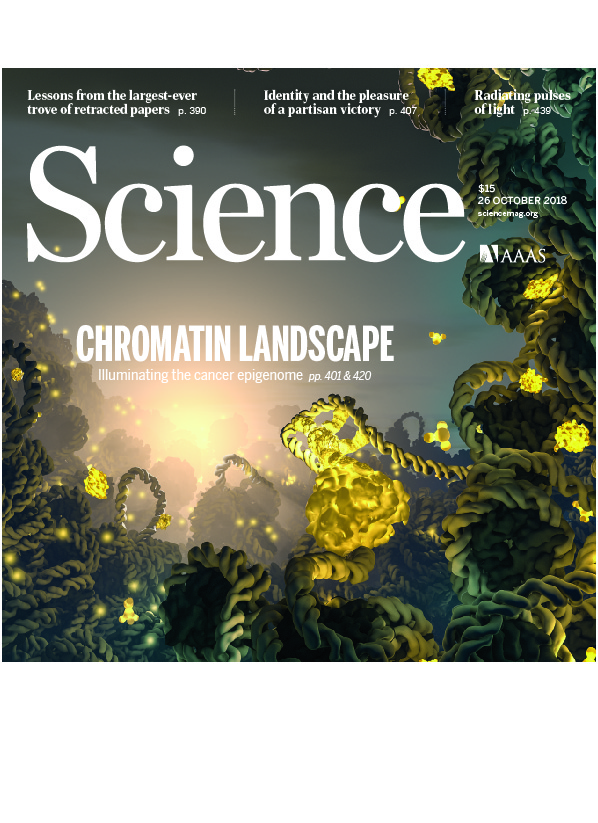 Lessons from the largest-ever
trove of retracted papers p. 390
Identity and the pleasure
of a partisan victory p. 407
Radiating pulses
of light p. 439
Science
$15
26 OCTOBER 2018
sciencemag.org
AAAS
CHROMATIN LANDSCAPE
Illuminating the cancer epigenome pp. 401 & 420